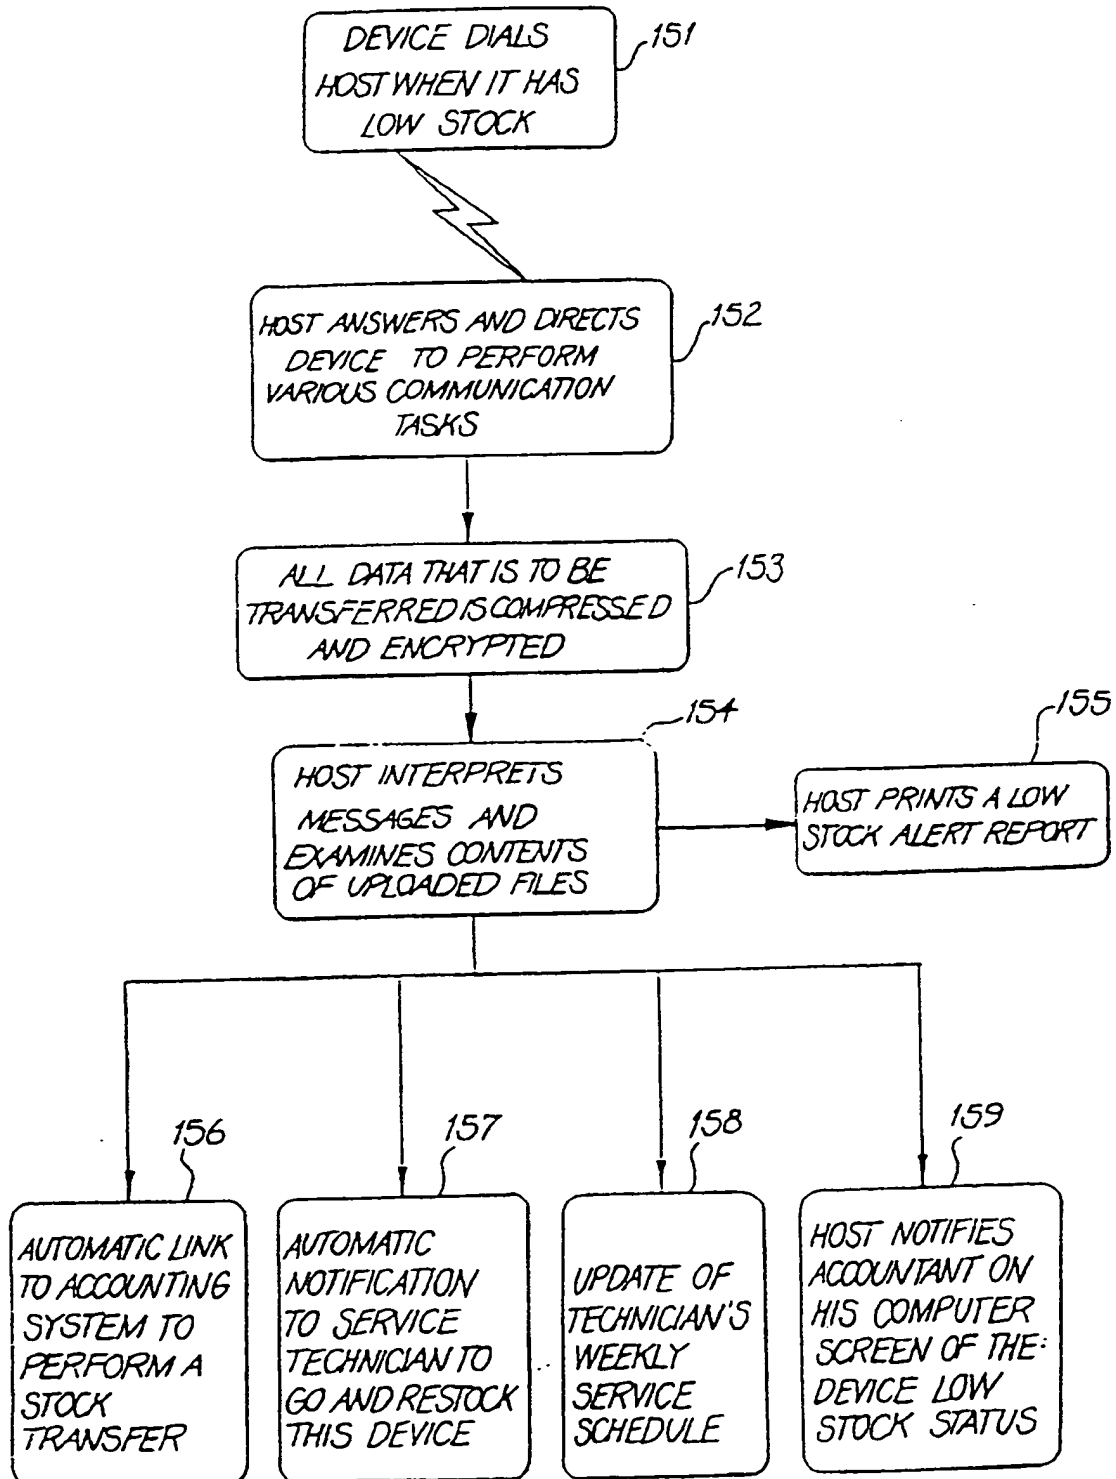 DEVICE DIALS
HOST WHEN IT HAS
LOW STOCK
151
HOST ANSWERS AND DIRECTS
DEVICE TO PERFORM
VARIOUS COMMUNICATION
TASKS
152
ALL DATA THAT IS TO BE
TRANSFERRED IS COMPRESSED
AND ENCRYPTED
153
HOST INTERPRETS
MESSAGES AND
EXAMINES CONTENTS
OF UPLOADED FILES
154
HOST PRINTS A LOW
STOCK ALERT REPORT
155
AUTOMATIC LINK
TO ACCOUNTING
SYSTEM TO
PERFORM A
STOCK
TRANSFER
156
AUTOMATIC
NOTIFICATION
TO SERVICE
TECHNICIAN TO
GO AND RESTOCK
THIS DEVICE
157
UPDATE OF
TECHNICIAN'S
WEEKLY
SERVICE
SCHEDULE
158
HOST NOTIFIES
ACCOUNTANT ON
HIS COMPUTER
SCREEN OF THE:
DEVICE LOW
STOCK STATUS
159